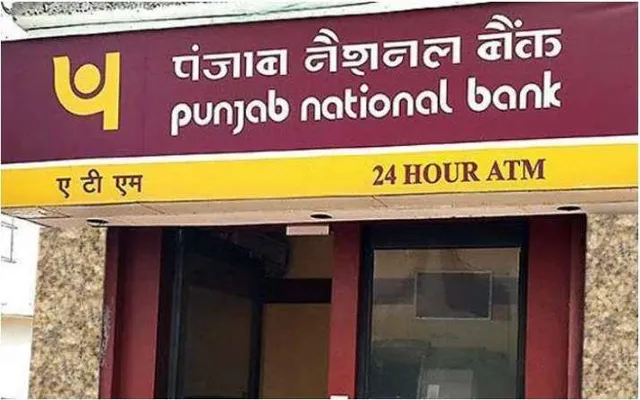 पंजाब नैशनल बैंक
punjab national bank
ए टी एम 24 HOUR ATM